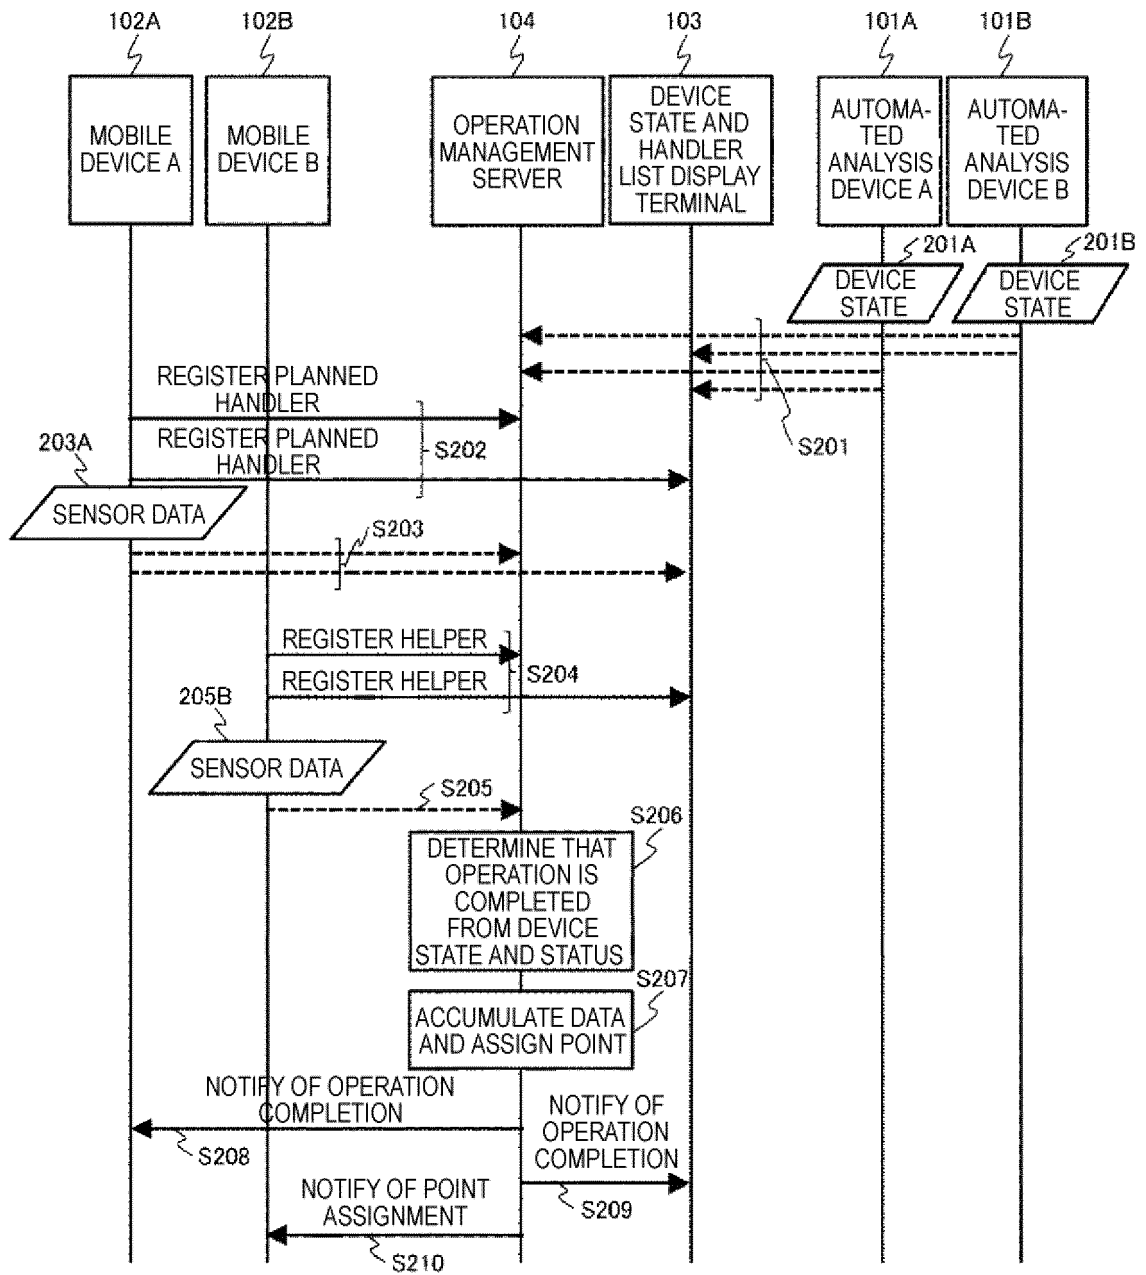 102A
102B
104
103
101A
101B
MOBILE
DEVICE A
MOBILE
DEVICE B
OPERATION
MANAGEMENT
SERVER
DEVICE
STATE AND
HANDLER
LIST DISPLAY
TERMINAL
AUTOMA-
TED
ANALYSIS
DEVICE A
AUTOMA-
TED
ANALYSIS
DEVICE B
201A
201B
DEVICE
STATE
DEVICE
STATE
S201
REGISTER PLANNED
HANDLER
REGISTER PLANNED
HANDLER
S202
203A
SENSOR DATA
S203
REGISTER HELPER
REGISTER HELPER
S204
205B
SENSOR DATA
S205
S206
DETERMINE THAT
OPERATION IS
COMPLETED
FROM DEVICE
STATE AND STATUS
S207
ACCUMULATE DATA
AND ASSIGN POINT
NOTIFY OF OPERATION
COMPLETION
S208
NOTIFY OF
OPERATION
COMPLETION
S209
NOTIFY OF POINT
ASSIGNMENT
S210